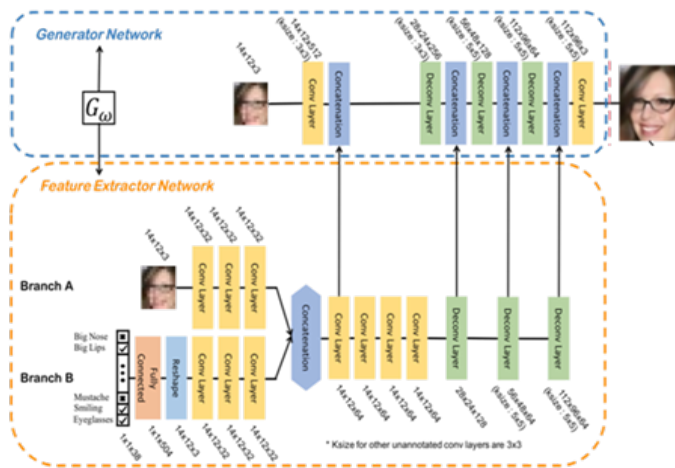 Generator Network
G_ω
14x12x3
14x12x512
(ksize : 3x3)
28x24x256
(ksize : 3x3)
56x48x128
(ksize : 5x5)
112x96x64
(ksize : 5x5)
112x96x3
(ksize : 5x5)
Conv Layer
Concatenation
Deconv Layer
Concatenation
Deconv Layer
Concatenation
Deconv Layer
Concatenation
Conv Layer
Feature Extractor Network
14x12x3
14x12x32
14x12x32
14x12x32
Branch A
Conv Layer
Conv Layer
Conv Layer
Concatenation
Conv Layer
Conv Layer
Conv Layer
Conv Layer
Deconv Layer
Deconv Layer
Deconv Layer
Branch B
Big Nose
Big Lips
Mustache
Smiling
Eyeglasses
Fully
Connected
Reshape
Conv Layer
Conv Layer
Conv Layer
1x1x38
1x1x504
14x12x3
14x12x32
14x12x32
14x12x32
14x12x64
14x12x64
14x12x64
14x12x64
28x24x128
56x48x64
(ksize : 5x5)
112x96x64
(ksize : 5x5)
* Ksize for other unannotated conv layers are 3x3